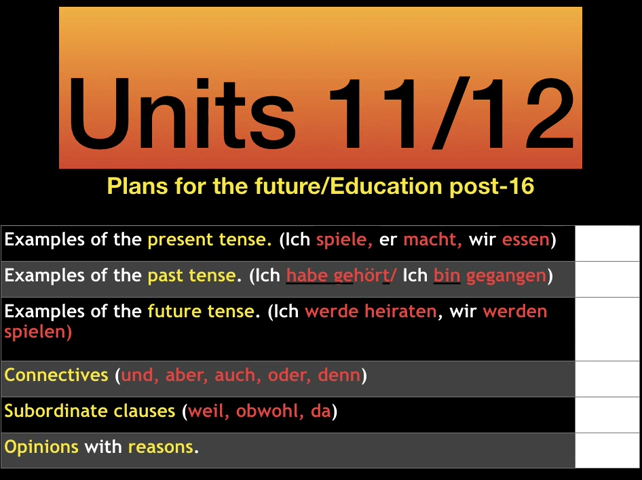 Units 11/12
Plans for the future/Education post-16
Examples of the present tense. (Ich spiele, er macht, wir essen)
Examples of the past tense. (Ich habe gehört/ Ich bin gegangen)
Examples of the future tense. (Ich werde heiraten, wir werden
spielen)
Connectives (und, aber, auch, oder, denn)
Subordinate clauses (weil, obwohl, da)
Opinions with reasons.